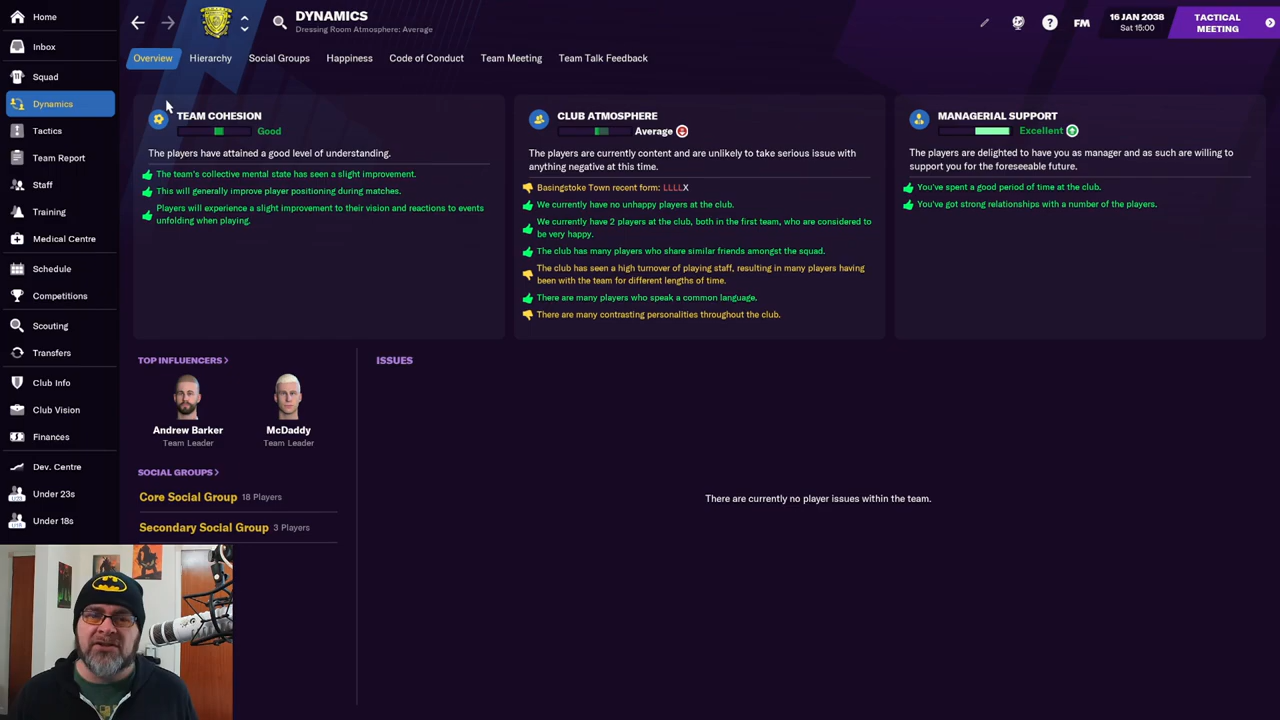 Home
Inbox
Squad
Dynamics
Tactics
Team Report
Staff
Training
Medical Centre
Schedule
Competitions
Scouting
Transfers
Club Info
Club Vision
Finances
Dev. Centre
Under 23s
Under 18s
DYNAMICS
Dressing Room Atmosphere: Average
FM
16 JAN 2038
Sat 15:00
TACTICAL
MEETING
Overview
Hierarchy
Social Groups
Happiness
Code of Conduct
Team Meeting
Team Talk Feedback
TEAM COHESION
Good
The players have attained a good level of understanding.
The team's collective mental state has seen a slight improvement.
This will generally improve player positioning during matches.
Players will experience a slight improvement to their vision and reactions to events
unfolding when playing.
CLUB ATMOSPHERE
Average
The players are currently content and are unlikely to take serious issue with
anything negative at this time.
Basingstoke Town recent form: LLLLX
We currently have no unhappy players at the club.
We currently have 2 players at the club, both in the first team, who are considered to
be very happy.
The club has many players who share similar friends amongst the squad.
The club has seen a high turnover of playing staff, resulting in many players having
been with the team for different lengths of time.
There are many players who speak a common language.
There are many contrasting personalities throughout the club.
MANAGERIAL SUPPORT
Excellent
The players are delighted to have you as manager and as such are willing to
support you for the foreseeable future.
You've spent a good period of time at the club.
You've got strong relationships with a number of the players.
TOP INFLUENCERS >
Andrew Barker
Team Leader
McDaddy
Team Leader
SOCIAL GROUPS >
Core Social Group 18 Players
Secondary Social Group 3 Players
ISSUES
There are currently no player issues within the team.